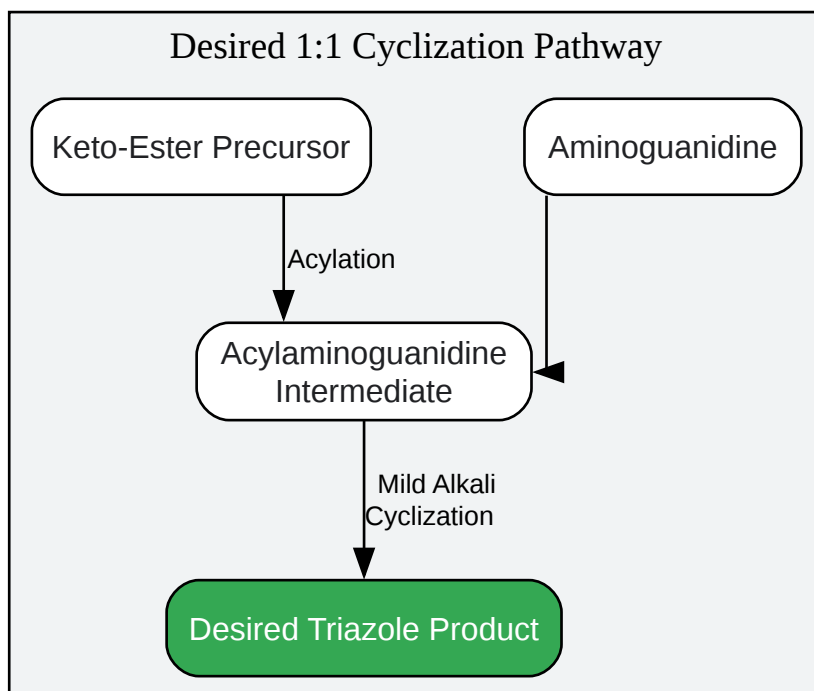 Desired 1:1 Cyclization Pathway
Keto-Ester Precursor
Aminoguanidine
Acylation
Acylaminoguanidine
Intermediate
Mild Alkali
Cyclization
Desired Triazole Product